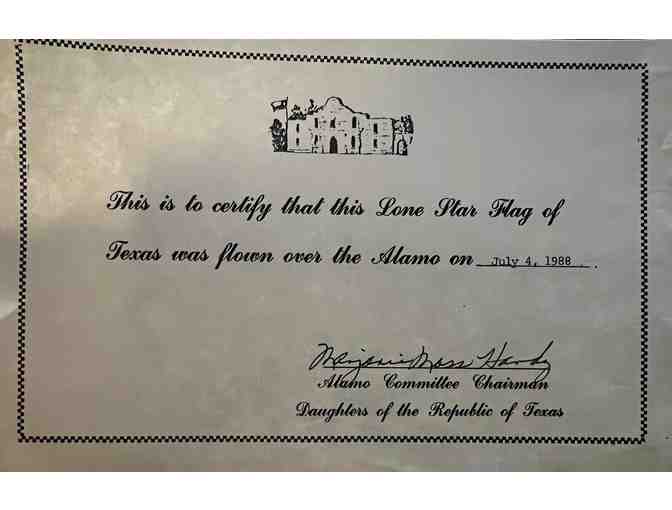 This is to certify that this Lone Star Flag of
Texas was flown over the Alamo on July 4, 1988 .
Alamo Committee Chairman
Daughters of the Republic of Texas